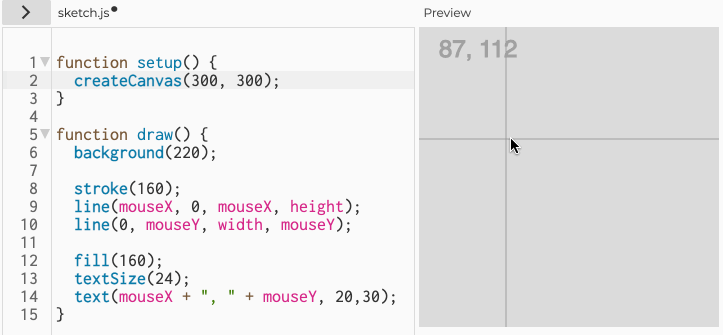 sketch.js
Preview
1 function setup() {
2 createCanvas(300, 300);
3 }
4
5 function draw() {
6 background(220);
7
8 stroke(160);
9 line(mouseX, 0, mouseX, height);
10 line(0, mouseY, width, mouseY);
11
12 fill(160);
13 textSize(24);
14 text(mouseX + ", " + mouseY, 20,30);
15 }
87, 112